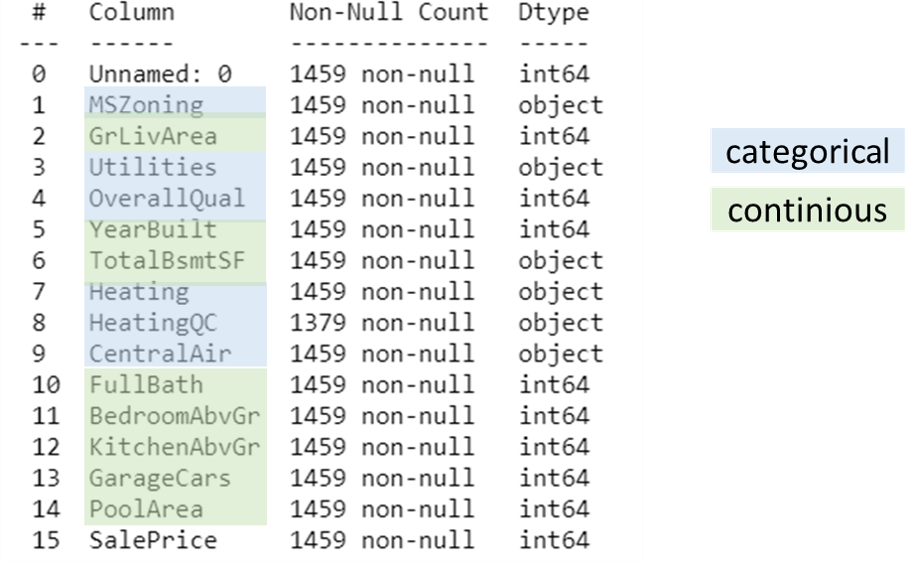 # Column Non-Null Count Dtype
--- ------ -------------- -----
0 Unnamed: 0 1459 non-null int64
1 MSZoning 1459 non-null object
2 GrLivArea 1459 non-null int64
3 Utilities 1459 non-null object
4 OverallQual 1459 non-null int64
5 YearBuilt 1459 non-null int64
6 TotalBsmtSF 1459 non-null object
7 Heating 1459 non-null object
8 HeatingQC 1379 non-null object
9 CentralAir 1459 non-null object
10 FullBath 1459 non-null int64
11 BedroomAbvGr 1459 non-null int64
12 KitchenAbvGr 1459 non-null int64
13 GarageCars 1459 non-null int64
14 PoolArea 1459 non-null int64
15 SalePrice 1459 non-null int64
categorical
continious